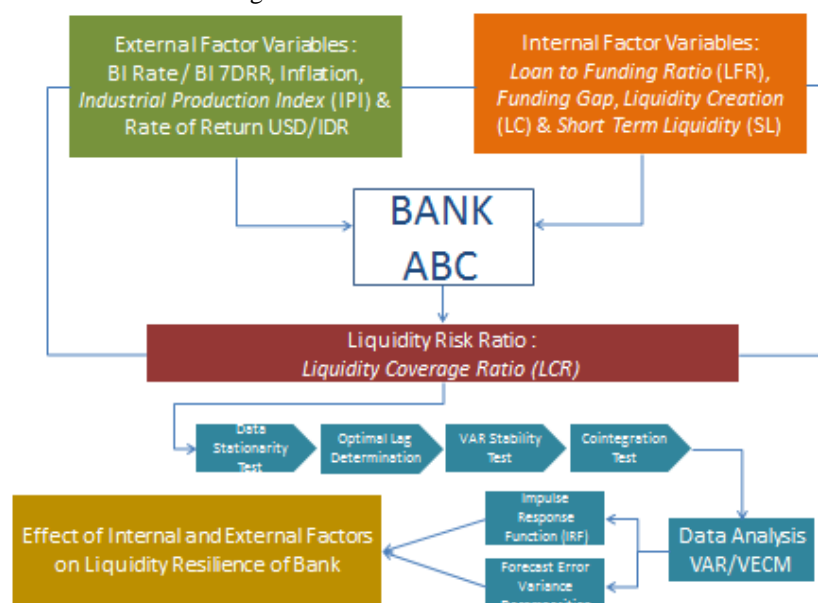 External Factor Variables :
BI Rate / BI 7DRR, Inflation,
Industrial Production Index (IPI) &
Rate of Return USD/IDR
Internal Factor Variables:
Loan to Funding Ratio (LFR),
Funding Gap, Liquidity Creation
(LC) & Short Term Liquidity (SL)
BANK
ABC
Liquidity Risk Ratio :
Liquidity Coverage Ratio (LCR)
Data
Stationarity
Test
Optimal Lag
Determination
VAR Stability
Test
Cointegration
Test
Impulse
Response
Function (IRF)
Data Analysis
VAR/VECM
Effect of Internal and External Factors
on Liquidity Resilience of Bank
Forecast Error
Variance